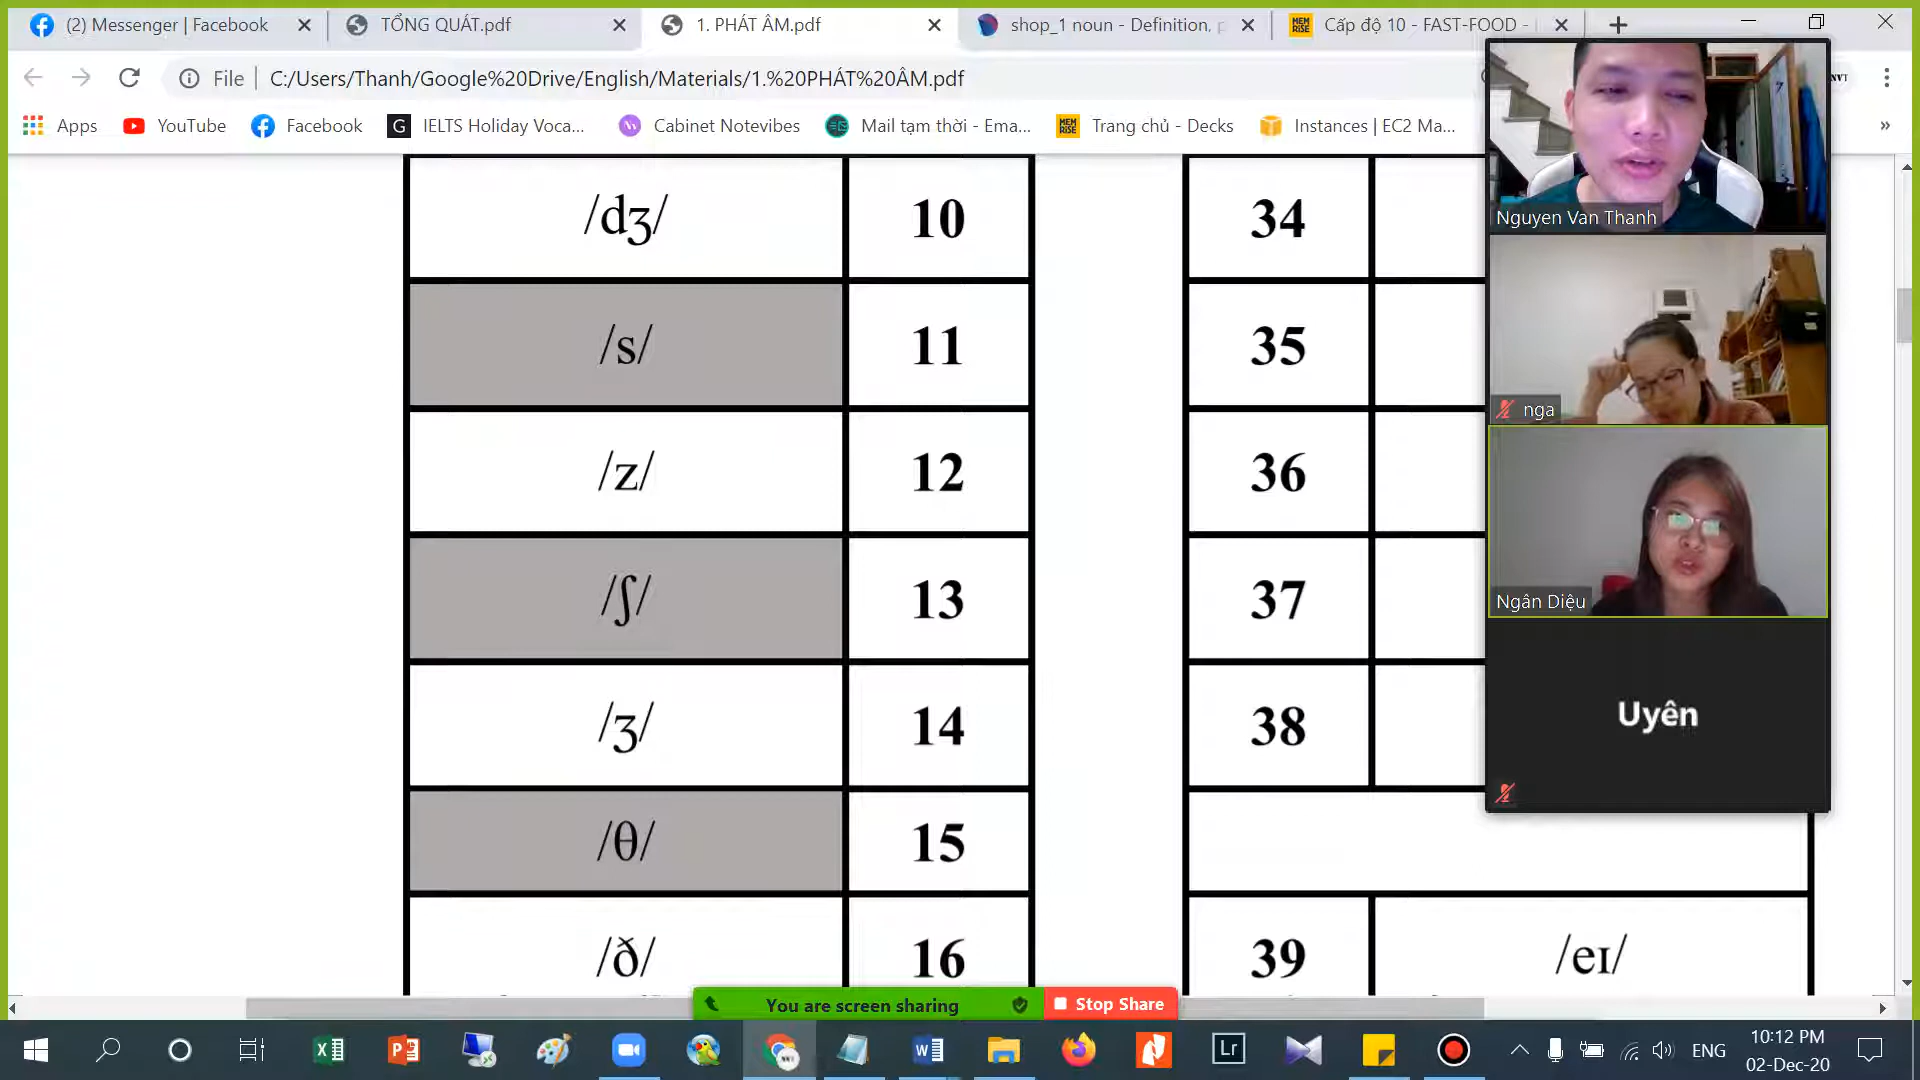 (2) Messenger | Facebook
TỔNG QUÁT.pdf
1. PHÁT ÂM.pdf
shop_1 noun - Definition, p
Cấp độ 10 - FAST-FOOD -
File
C:/Users/Thanh/Google%20Drive/English/Materials/1.%20PHÁT%20ÂM.pdf
NVT
Apps
YouTube
Facebook
IELTS Holiday Voca...
Cabinet Notevibes
Mail tạm thời - Ema...
MEM RISE
Trang chủ - Decks
Instances | EC2 Ma...
»
/dʒ/ 10 34
/s/ 11 35
/z/ 12 36
/ʃ/ 13 37
/ʒ/ 14 38
/θ/ 15
/ð/ 16 39 /eɪ/
Nguyen Van Thanh
nga
Ngân Diệu
Uyên
You are screen sharing
Stop Share
Lr
ENG
10:12 PM
02-Dec-20